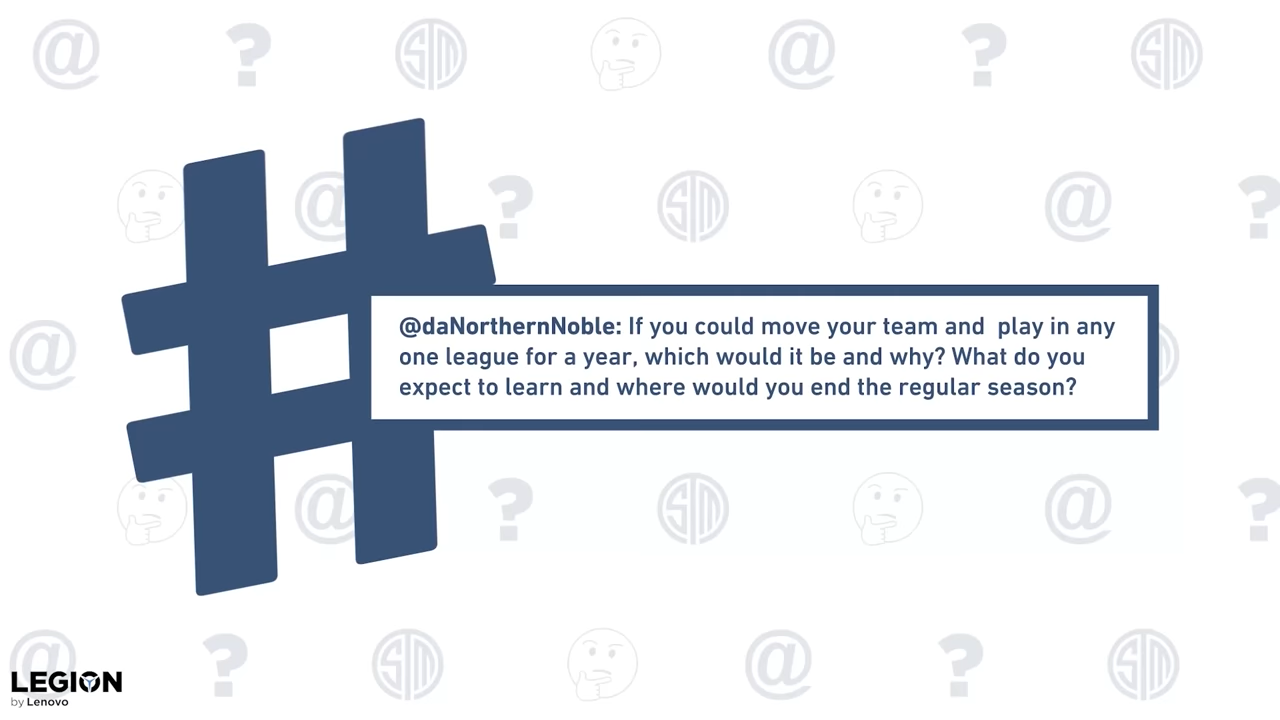 @daNorthernNoble: If you could move your team and  play in any
one league for a year, which would it be and why? What do you
expect to learn and where would you end the regular season?
LEGION
by Lenovo